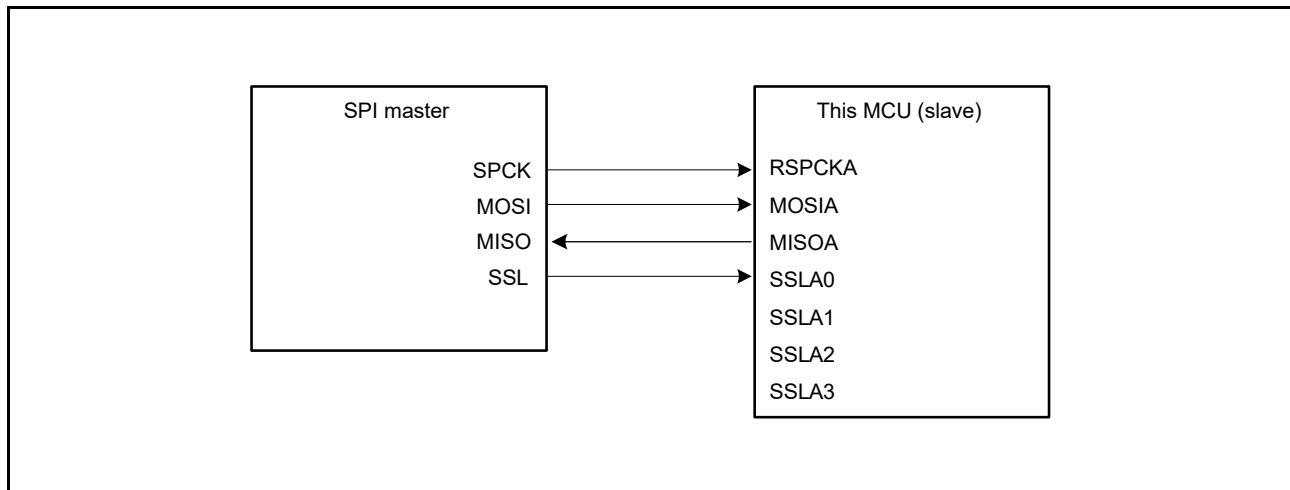 SPI master
SPCK
MOSI
MISO
SSL
This MCU (slave)
RSPCKA
MOSIA
MISOA
SSLA0
SSLA1
SSLA2
SSLA3